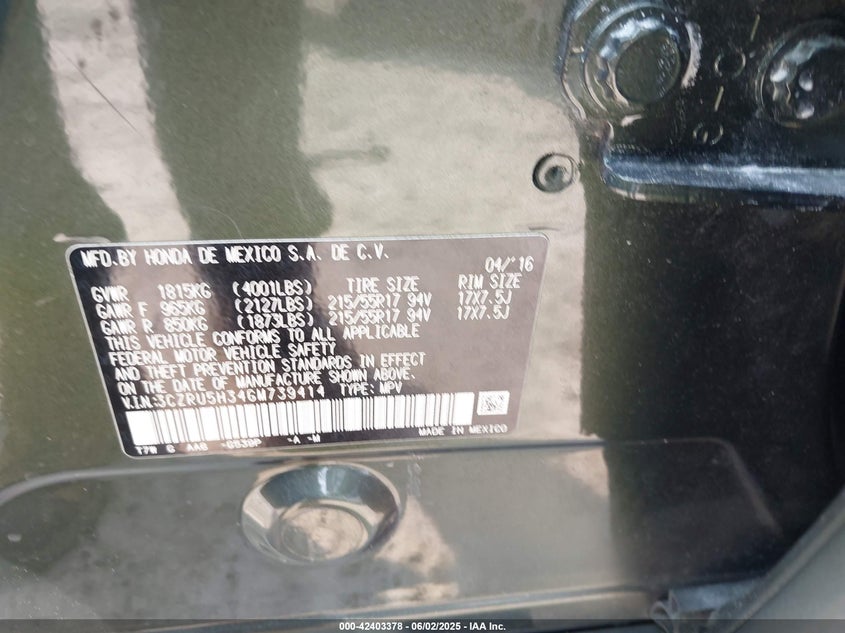 MFD.BY HONDA DE MEXICO S.A. DE C.V.
04/'16
GVWR 1815KG (4001LBS) TIRE SIZE RIM SIZE
GAWR F 965KG (2127LBS) 215/55R17 94V 17X7.5J
GAWR R 850KG (1873LBS) 215/55R17 94V 17X7.5J
THIS VEHICLE CONFORMS TO ALL APPLICABLE
FEDERAL MOTOR VEHICLE SAFETY
AND THEFT PREVENTION STANDARDS IN EFFECT
ON THE DATE OF MANUFACTURE SHOWN ABOVE.
V.I.N:3CZRU5H346M739414 TYPE: MPV
-A -M MADE IN MEXICO
000-42403378 - 06/02/2025 - IAA Inc.